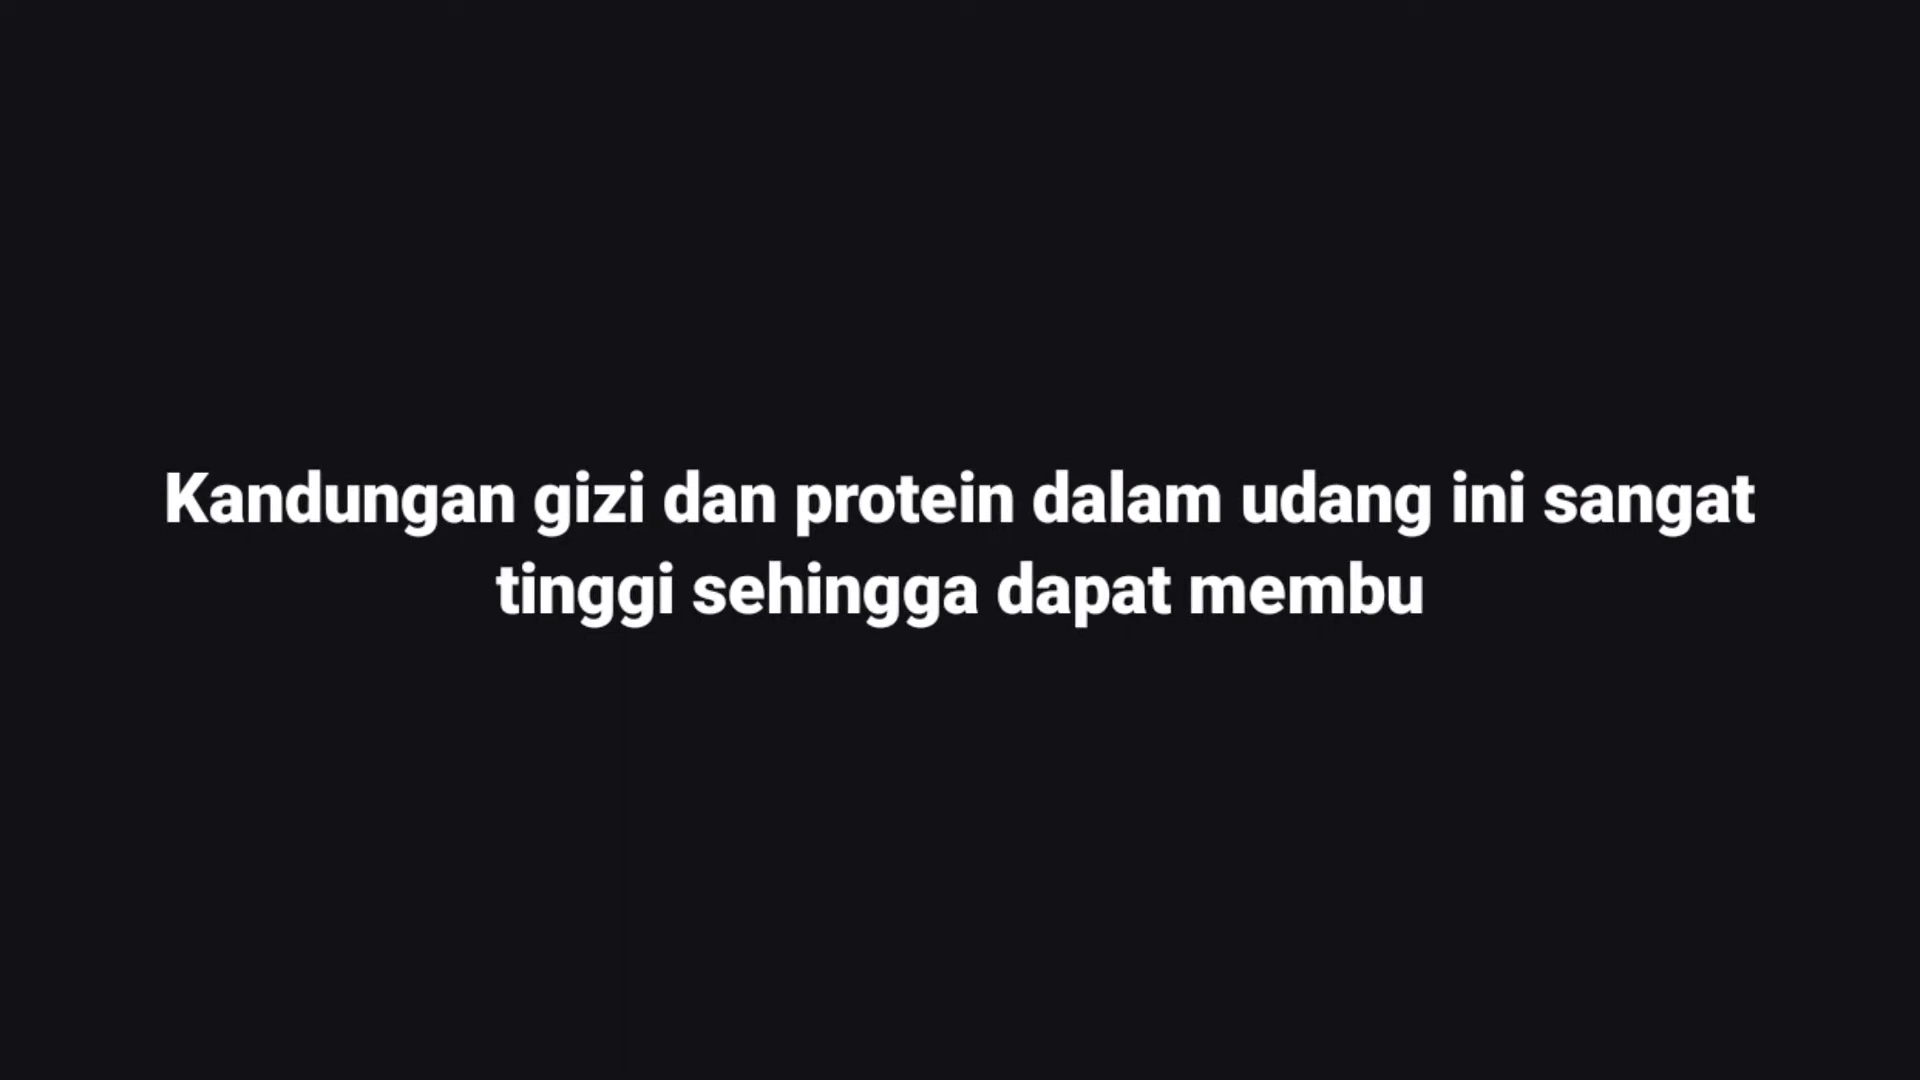 Kandungan gizi dan protein dalam udang ini sangat
tinggi sehingga dapat membu